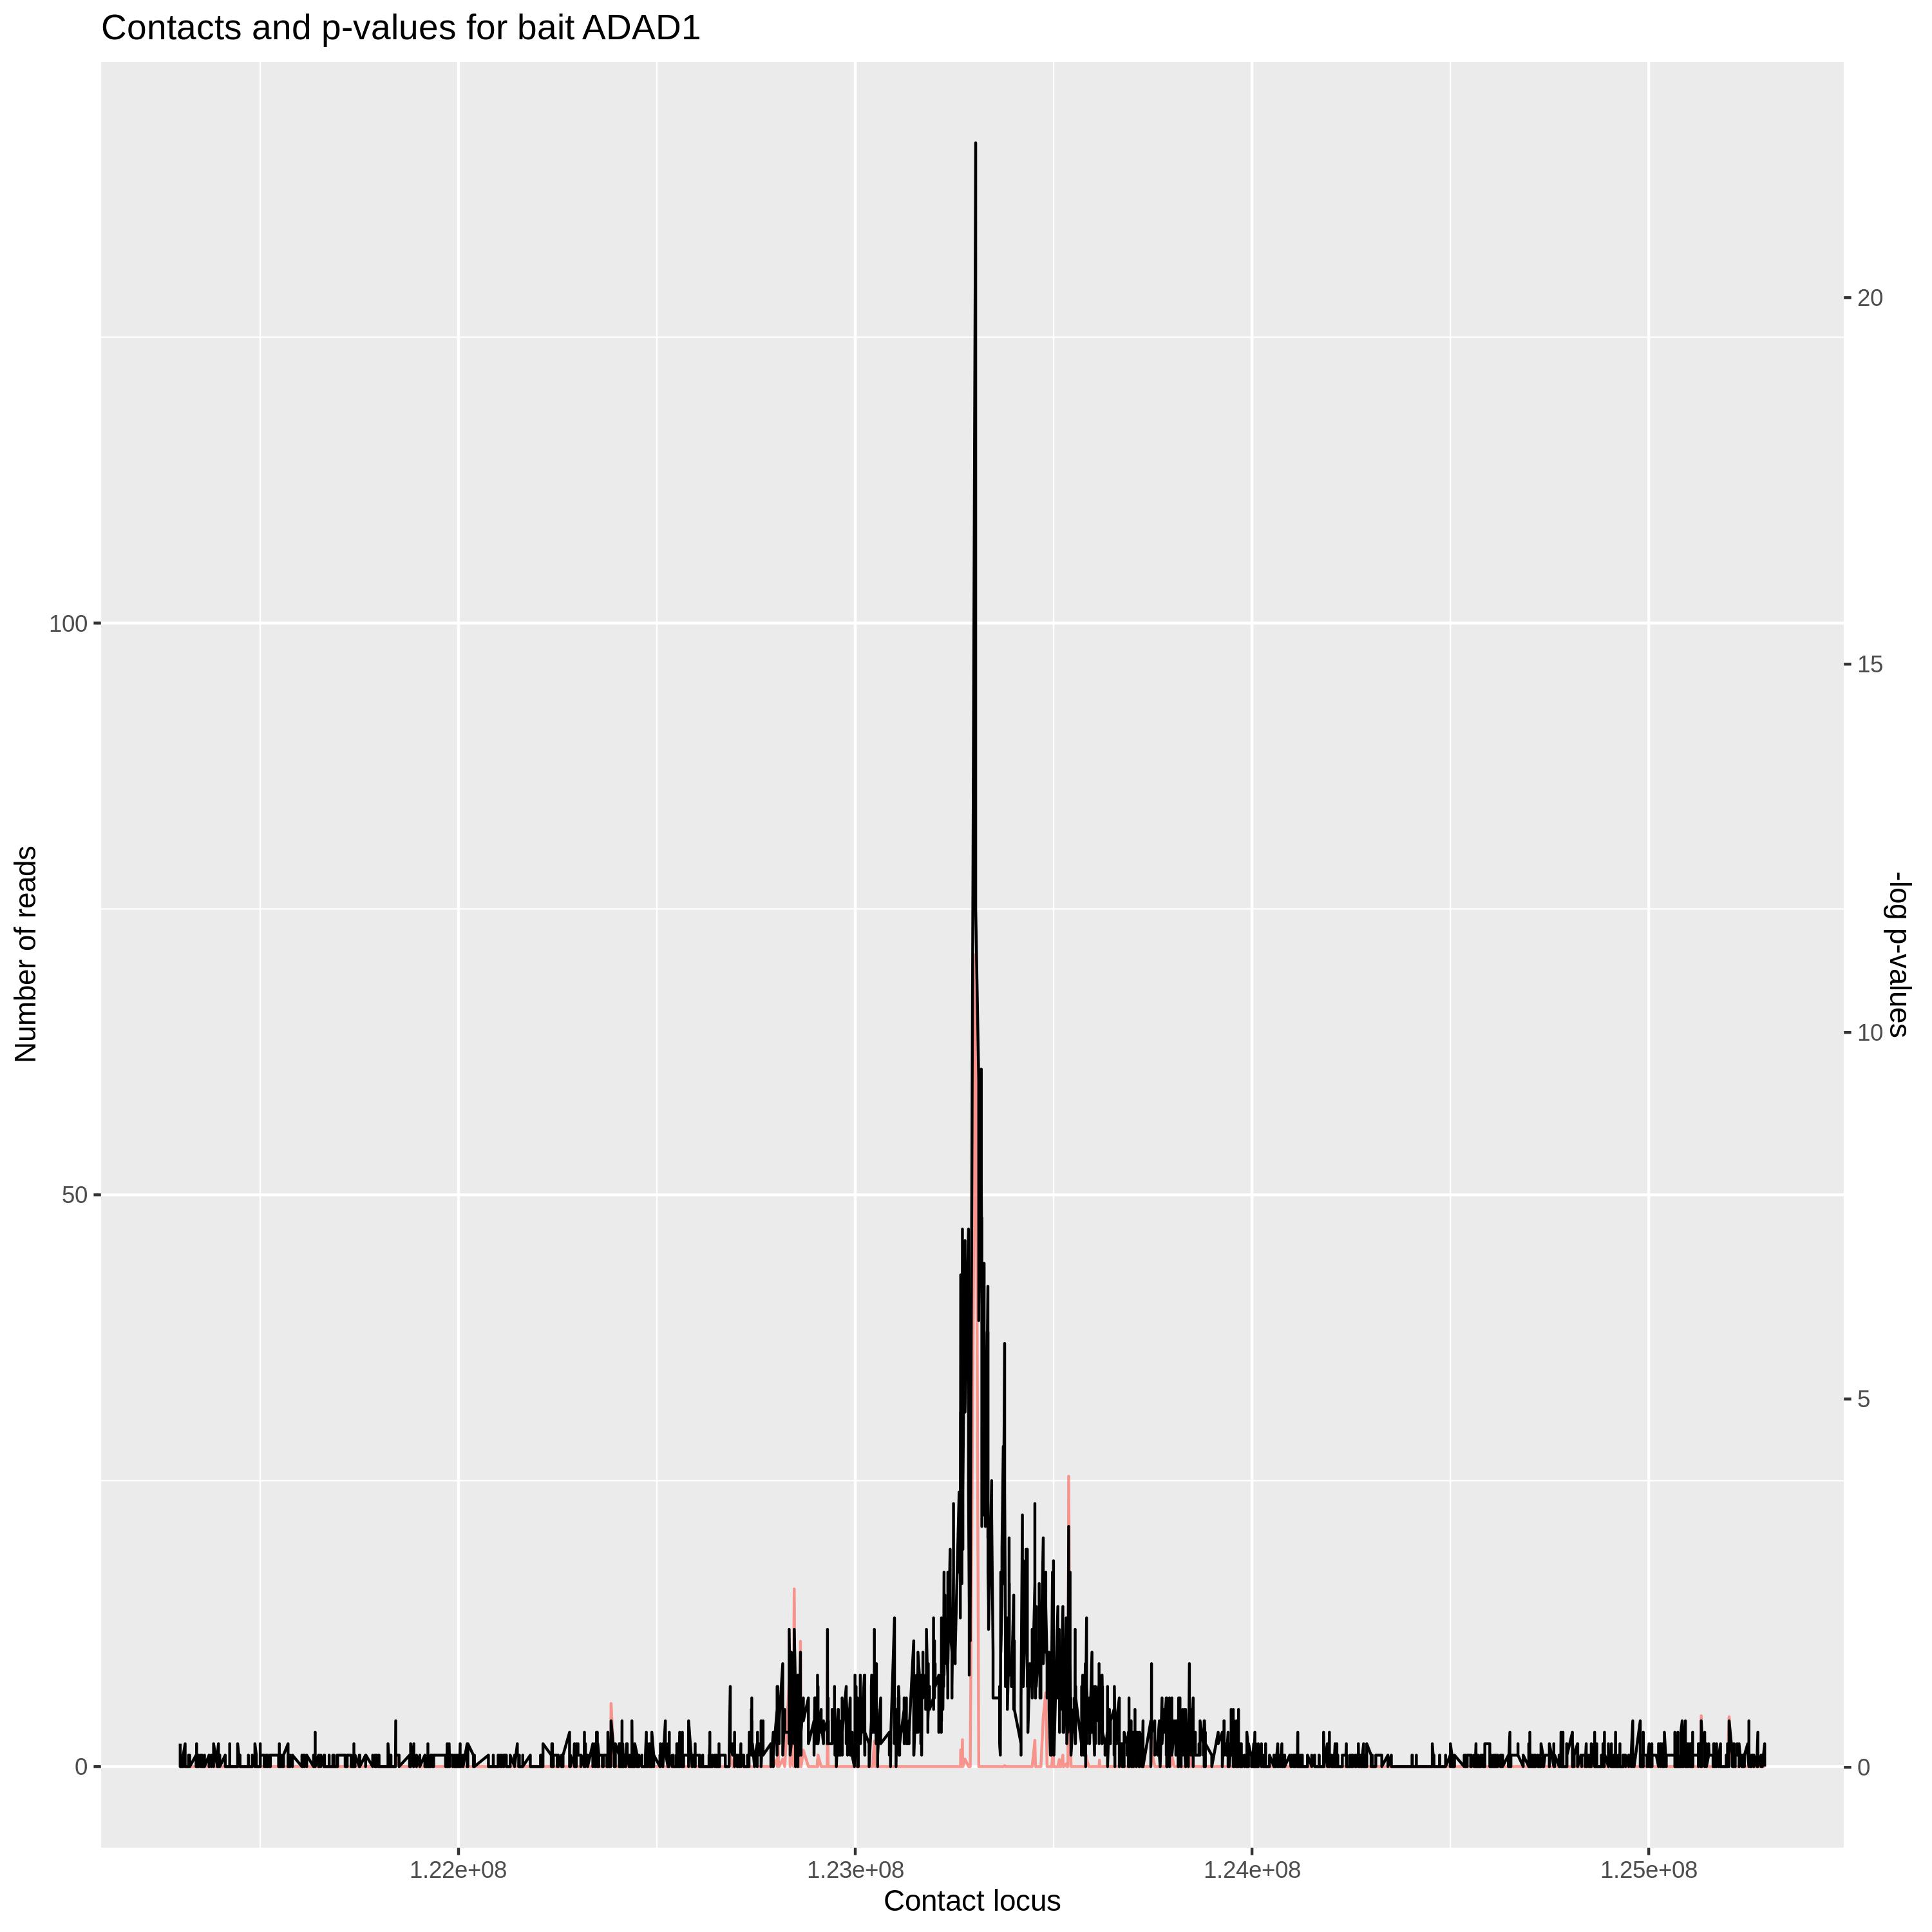 Contacts and p-values for bait ADAD1
Number of reads
100
50
0
20
15
10
5
0
-log p-values
1.22e+08
1.23e+08
1.24e+08
1.25e+08
Contact locus